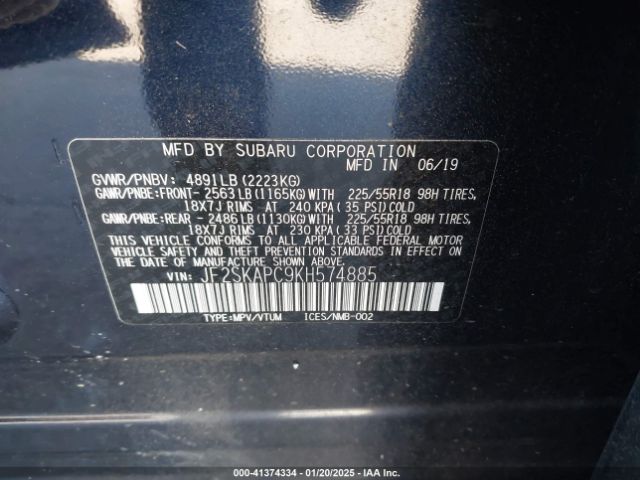 MFD BY SUBARU CORPORATION
MFD IN 06/19
GVWR/PNBV: 4891LB(2223KG)
GAWR/PNBE:FRONT- 2563LB(1165KG)WITH 225/55R18 98H TIRES,
18X7J RIMS AT 240 KPA(35 PSI)COLD
GAWR/PNBE:REAR - 2486LB(1130KG)WITH 225/55R18 98H TIRES,
18X7J RIMS AT 230 KPA(33 PSI)COLD
THIS VEHICLE CONFORMS TO ALL APPLICABLE FEDERAL MOTOR
VEHICLE SAFETY BUMPER, AND THEFT PREVENTION STANDARDS
IN EFFECT ON THE DATE OF MANUFACTURE SHOWN ABOVE.
VIN: JF2SKAPC9KH574885
TYPE:MPV/VTUM ICES/NMB-002
000-41374334 | 01/20/2025 - IAA Inc.